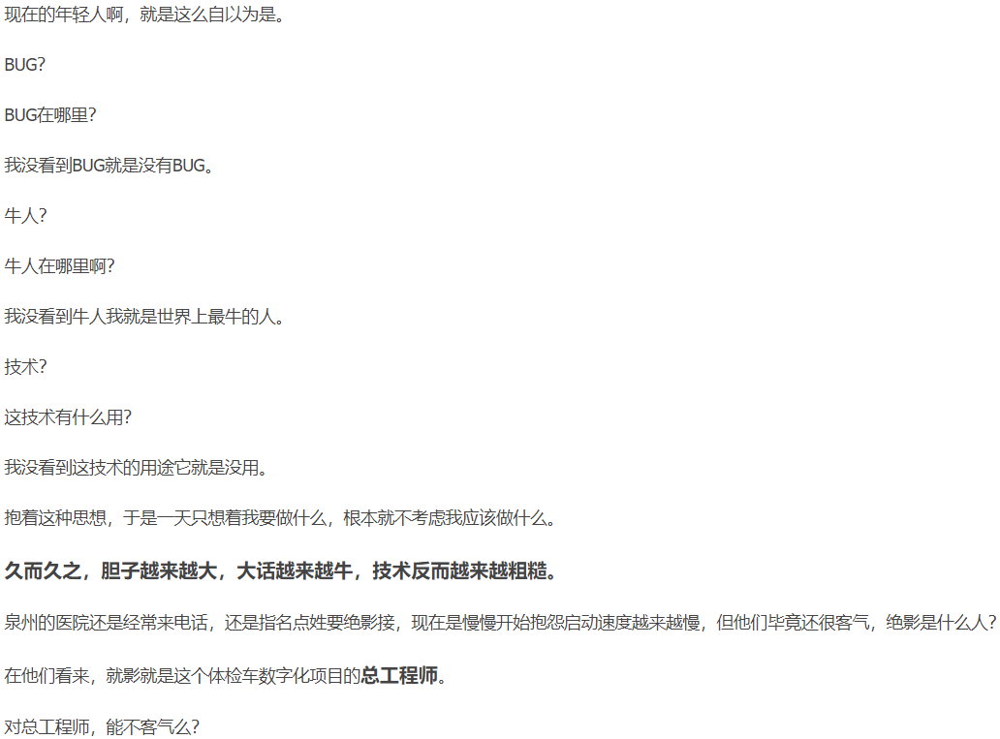 现在的年轻人啊，就是这么自以为是。
BUG？
BUG在哪里？
我没看到BUG就是没有BUG。
牛人？
牛人在哪里啊？
我没看到牛人我就是世界上最牛的人。
技术？
这技术有什么用？
我没看到这技术的用途它就是没用。
抱着这种思想，于是一天只想着我要做什么，根本就不考虑我应该做什么。
久而久之，胆子越来越大，大话越来越牛，技术反而越来越粗糙。
泉州的医院还是经常来电话，还是指名点姓要绝影接，现在是慢慢开始抱怨启动速度越来越慢，但他们毕竟还很客气，绝影是什么人？
在他们看来，就影就是这个体检车数字化项目的总工程师。
对总工程师，能不客气么？